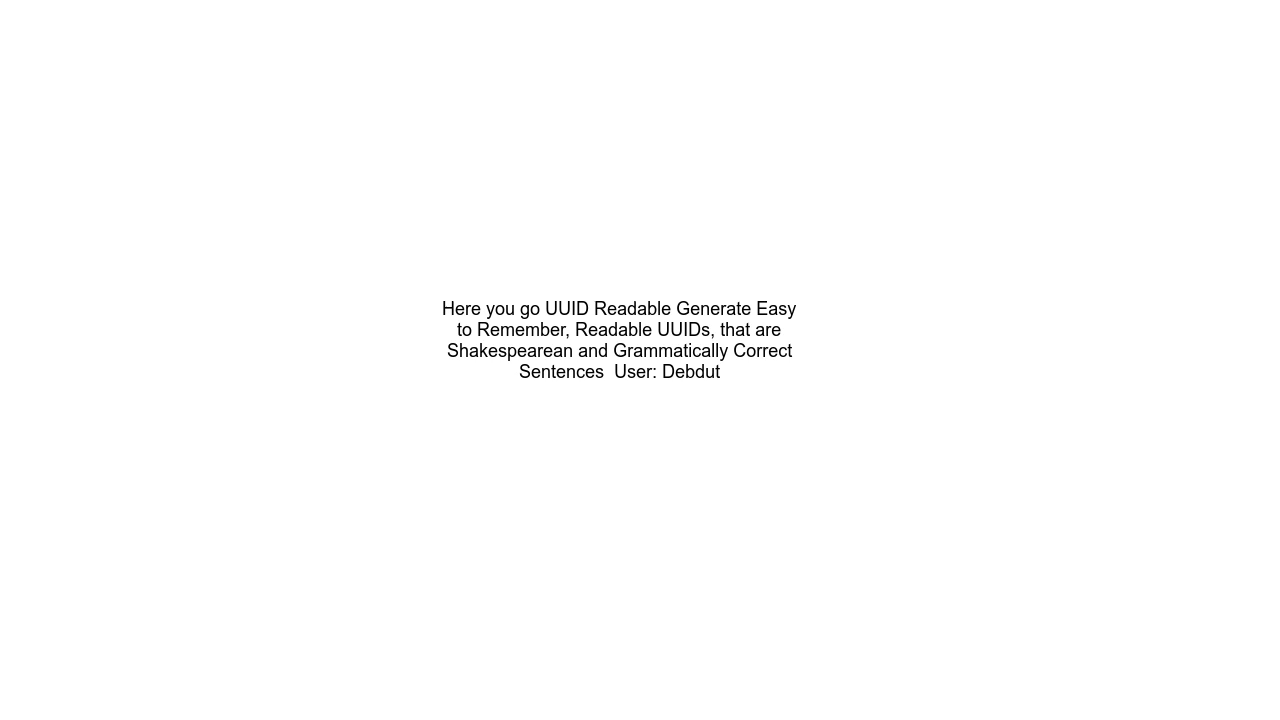 Here you go UUID Readable Generate Easy
to Remember, Readable UUIDs, that are
Shakespearean and Grammatically Correct
Sentences  User: Debdut